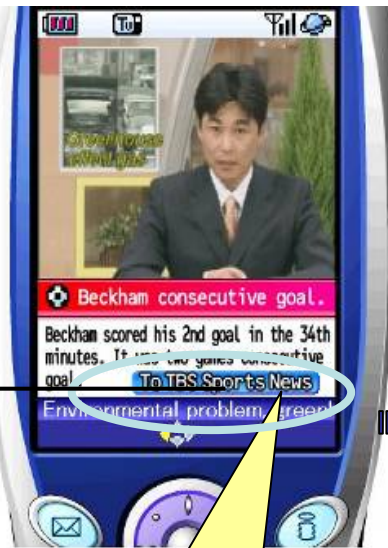 Tu
Greenhouse
effect gas
Beckham consecutive goal.
Beckham scored his 2nd goal in the 34th
minutes. It was two games consecutive
goal
To TBS Sports News
Environmental problem, green